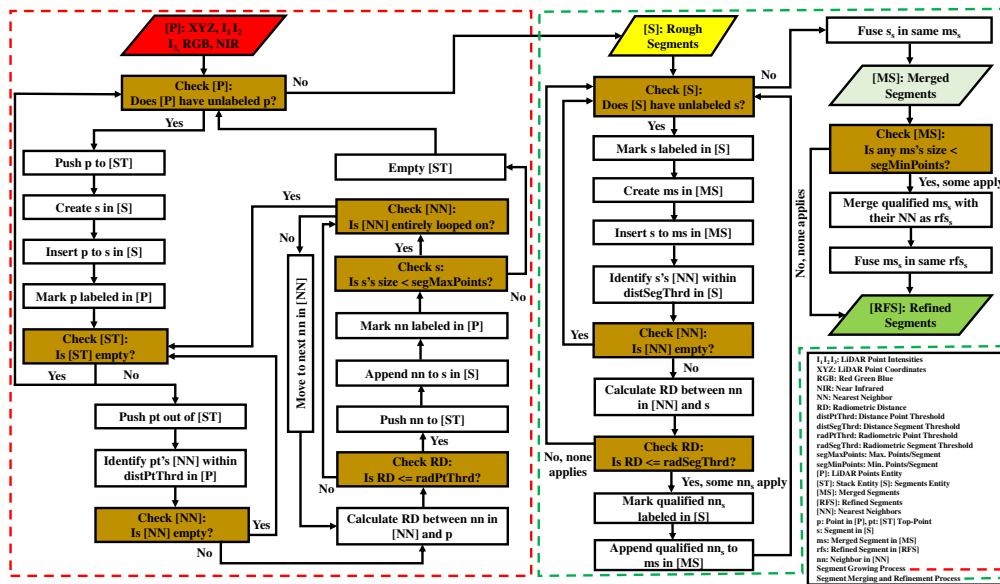 [P]: XYZ, I₁ I₂
I₃, RGB, NIR
Check [P]:
Does [P] have unlabeled p?
No
Yes
Push p to [ST]
Create s in [S]
Insert p to s in [S]
Mark p labeled in [P]
Check [ST]:
Is [ST] empty?
Yes
No
Push pt out of [ST]
Identify pt's [NN] within
distPtThrd in [P]
Check [NN]:
Is [NN] empty?
Yes
No
Empty [ST]
Yes
Check [NN]:
Is [NN] entirely looped on?
No
Yes
Move to next nn in [NN]
Check s:
Is s's size < segMaxPoints?
No
Mark nn labeled in [P]
Append nn to s in [S]
Push nn to [ST]
Yes
Check RD:
Is RD <= radPtThrd?
No
Calculate RD between nn in
[NN] and p
[S]: Rough
Segments
Check [S]:
Does [S] have unlabeled s?
No
Yes
Mark s labeled in [S]
Create ms in [MS]
Insert s to ms in [MS]
Identify s's [NN] within
distSegThrd in [S]
Check [NN]:
Is [NN] empty?
Yes
No
Calculate RD between nn
in [NN] and s
Check RD:
Is RD <= radSegThrd?
No, none
applies
Yes, some nnₛ apply
Mark qualified nnₛ
labeled in [S]
Append qualified nnₛ to
ms in [MS]
Fuse sₛ in same msₛ
[MS]: Merged
Segments
Check [MS]:
Is any ms's size <
segMinPoints?
Yes, some apply
No, none applies
Merge qualified msₛ with
their NN as rfsₛ
Fuse msₛ in same rfsₛ
[RFS]: Refined
Segments
I₁ I₂ I₃: LiDAR Point Intensities
XYZ: LiDAR Point Coordinates
RGB: Red Green Blue
NIR: Near Infrared
NN: Nearest Neighbor
RD: Radiometric Distance
distPtThrd: Distance Point Threshold
distSegThrd: Distance Segment Threshold
radPtThrd: Radiometric Point Threshold
radSegThrd: Radiometric Segment Threshold
segMaxPoints: Max. Points/Segment
segMinPoints: Min. Points/Segment
[P]: LiDAR Points Entity
[ST]: Stack Entity [S]: Segments Entity
[MS]: Merged Segments
[RFS]: Refined Segments
[NN]: Nearest Neighbors
p: Point in [P], pt: [ST] Top-Point
s: Segment in [S]
ms: Merged Segment in [MS]
rfs: Refined Segment in [RFS]
nn: Neighbor in [NN]
Segment Growing Process
Segment Merging and Refinement Process